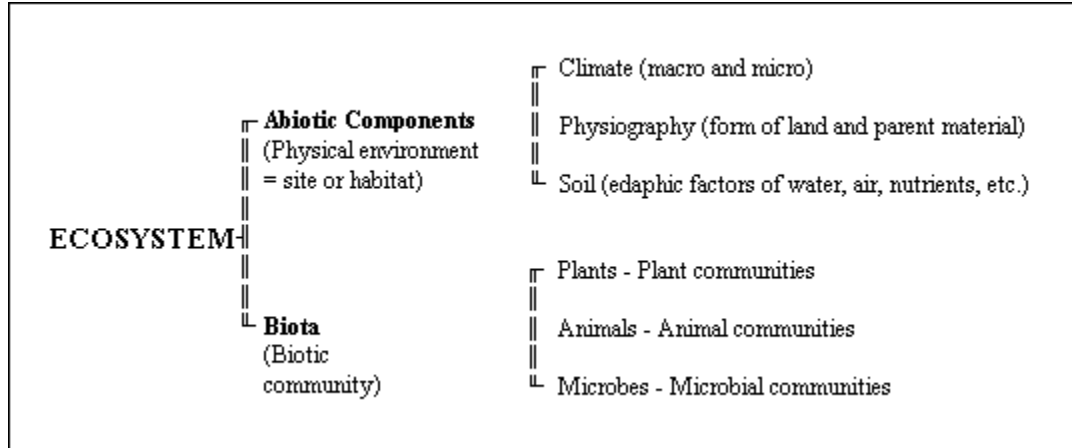 Climate (macro and micro)
Abiotic Components
Physiography (form of land and parent material)
(Physical environment
= site or habitat)
Soil (edaphic factors of water, air, nutrients, etc.)
ECOSYSTEM
Plants - Plant communities
Biota
Animals - Animal communities
(Biotic
community)
Microbes - Microbial communities